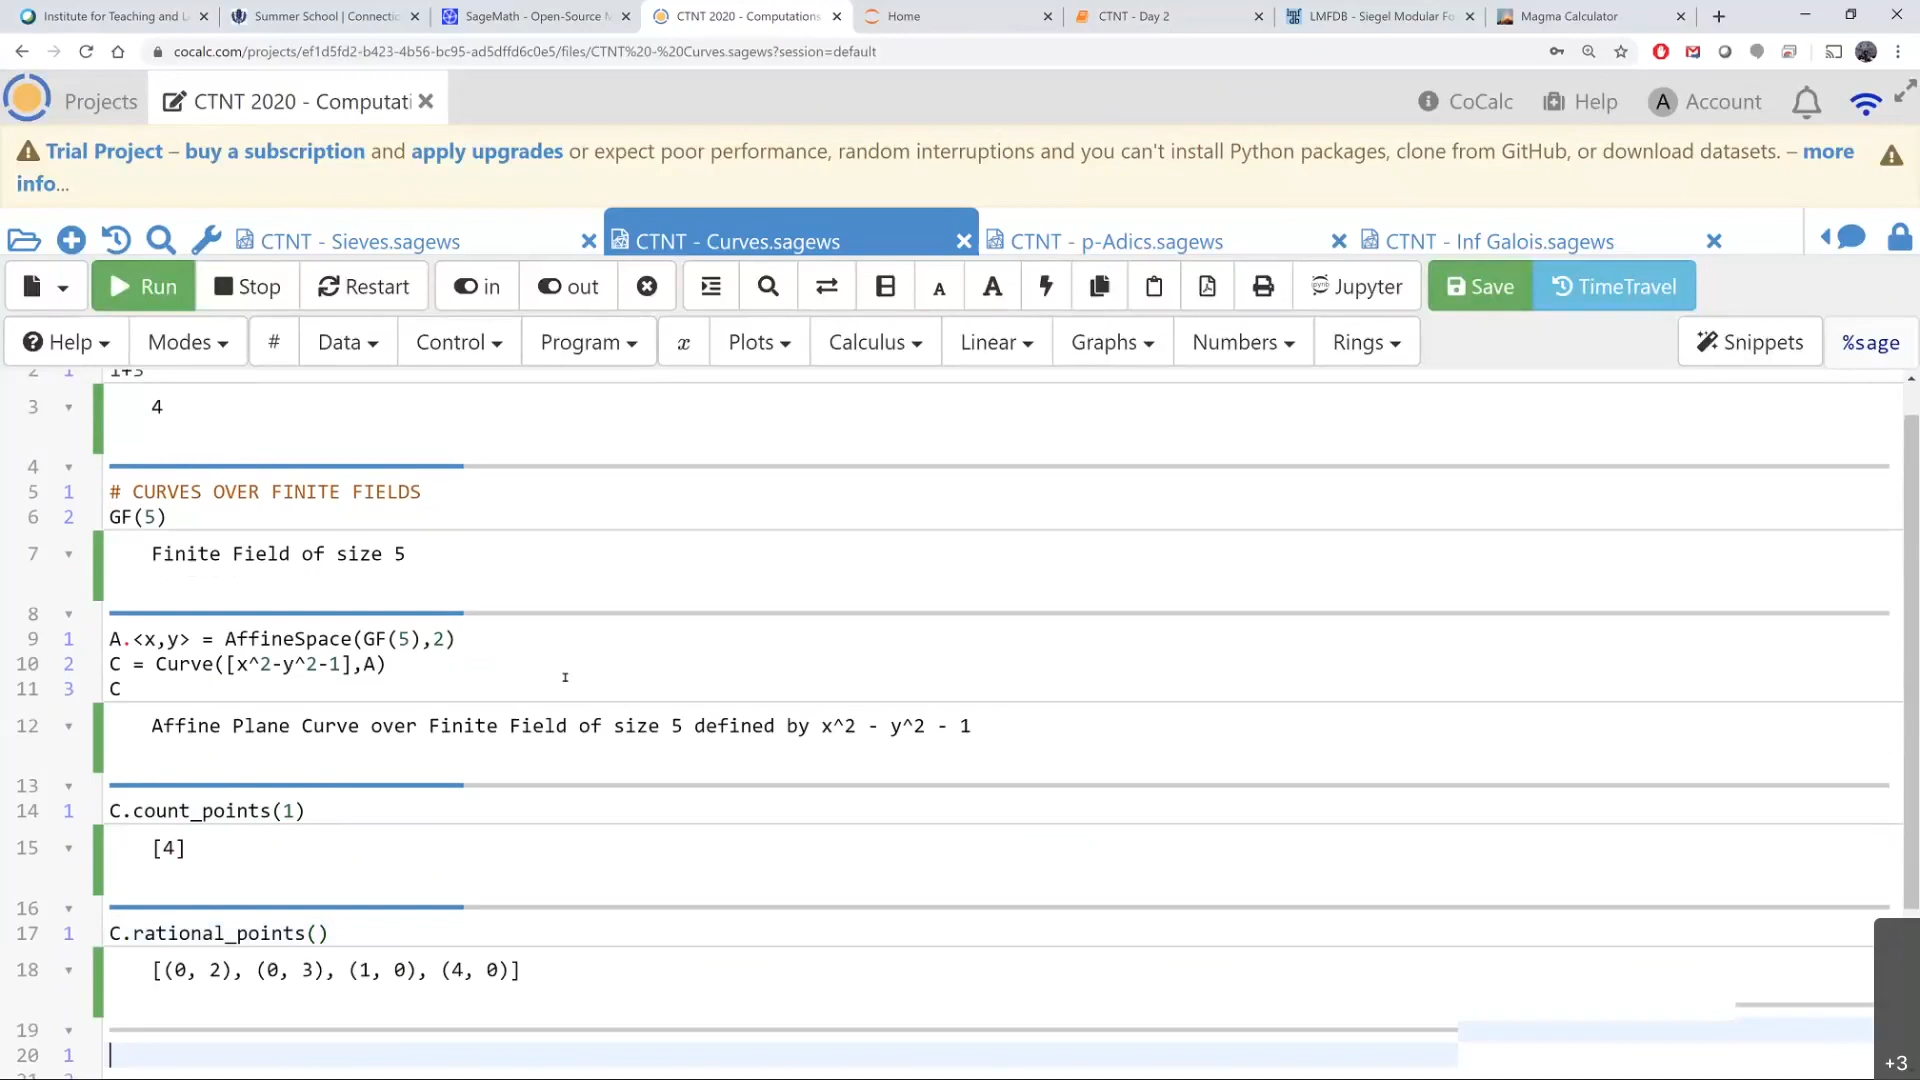 Institute for Teaching and L
Summer School | Connectic
SageMath - Open-Source M
CTNT 2020 - Computations
Home
CTNT - Day 2
LMFDB - Siegel Modular Fo
Magma Calculator
cocalc.com/projects/ef1d5fd2-b423-4b56-bc95-ad5dffd6c0e5/files/CTNT%20-%20Curves.sagews?session=default
Projects
CTNT 2020 - Computati
CoCalc
Help
A Account
Trial Project – buy a subscription and apply upgrades or expect poor performance, random interruptions and you can't install Python packages, clone from GitHub, or download datasets. – more
info...
CTNT - Sieves.sagews
CTNT - Curves.sagews
CTNT - p-Adics.sagews
CTNT - Inf Galois.sagews
Run
Stop
Restart
in
out
A
A
Jupyter
Save
TimeTravel
Help
Modes
#
Data
Control
Program
x
Plots
Calculus
Linear
Graphs
Numbers
Rings
Snippets
%sage
2 1 1+3
3 4
4
5 1 # CURVES OVER FINITE FIELDS
6 2 GF(5)
7 Finite Field of size 5
8
9 1 A.<x,y> = AffineSpace(GF(5),2)
10 2 C = Curve([x^2-y^2-1],A)
11 3 C
12 Affine Plane Curve over Finite Field of size 5 defined by x^2 - y^2 - 1
13
14 1 C.count_points(1)
15 [4]
16
17 1 C.rational_points()
18 [(0, 2), (0, 3), (1, 0), (4, 0)]
19
20 1
+3